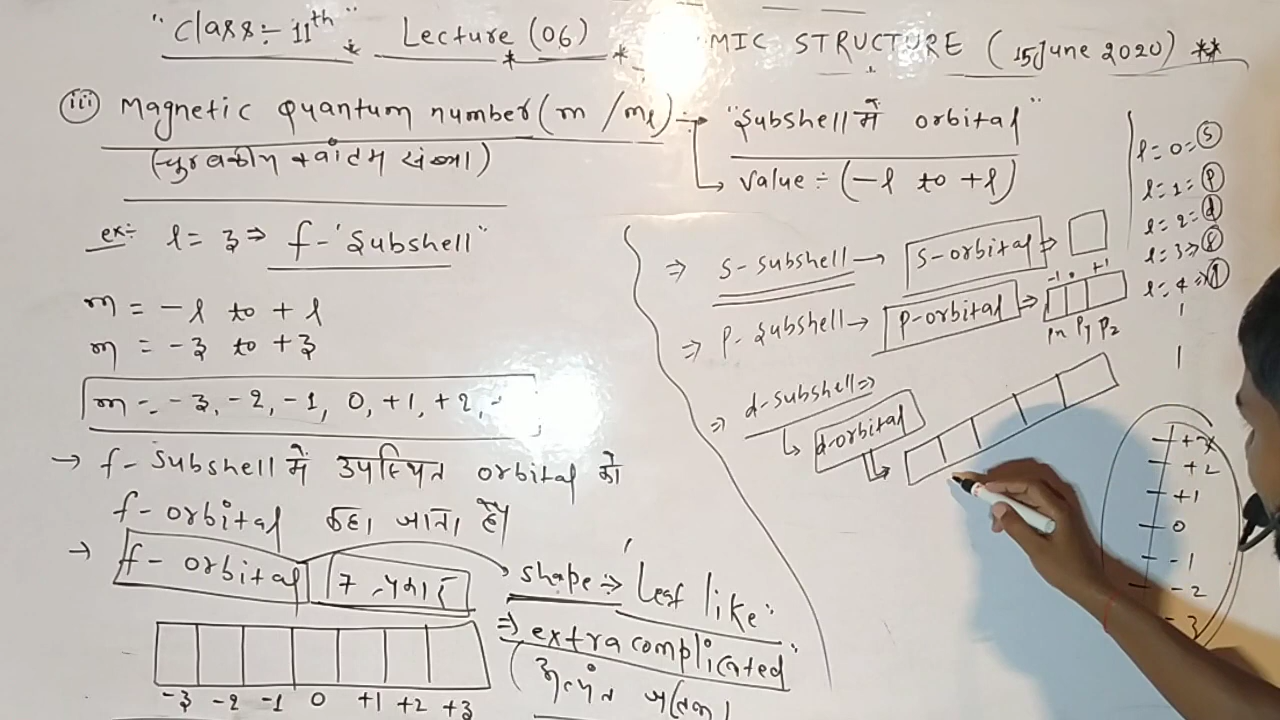 "Class:- 11th" * Lecture (06) * MIC STRUCTURE (15 June 2020) **
(iii) Magnetic Quantum number (m / ml) :-
"Subshell में orbital"
value ÷ (-l to +l)
ex:- l = 3 ⇒ f-"Subshell"
m = -l to + l
m = -3 to +3
m = -3, -2, -1, 0, +1, +2,
→ f- Subshell में उपस्थित orbital को
f-orbital कहा जाता है।
→ f- orbital 7
-3 -2 -1 0 +1 +2 +3
shape ⇒ "Leaf like"
⇒ extra complicated"
⇒ S-Subshell → S-orbital ⇒
⇒ P-Subshell → P-orbital ⇒
-1 0 +1
Px Py Pz
⇒ d-subshell ⇒
d-orbital
l = 0 = S
l = 1 = P
l = 2 = d
l = 3 ⇒ f
l = 4 ⇒
+2
+1
0
-1
-2
-3